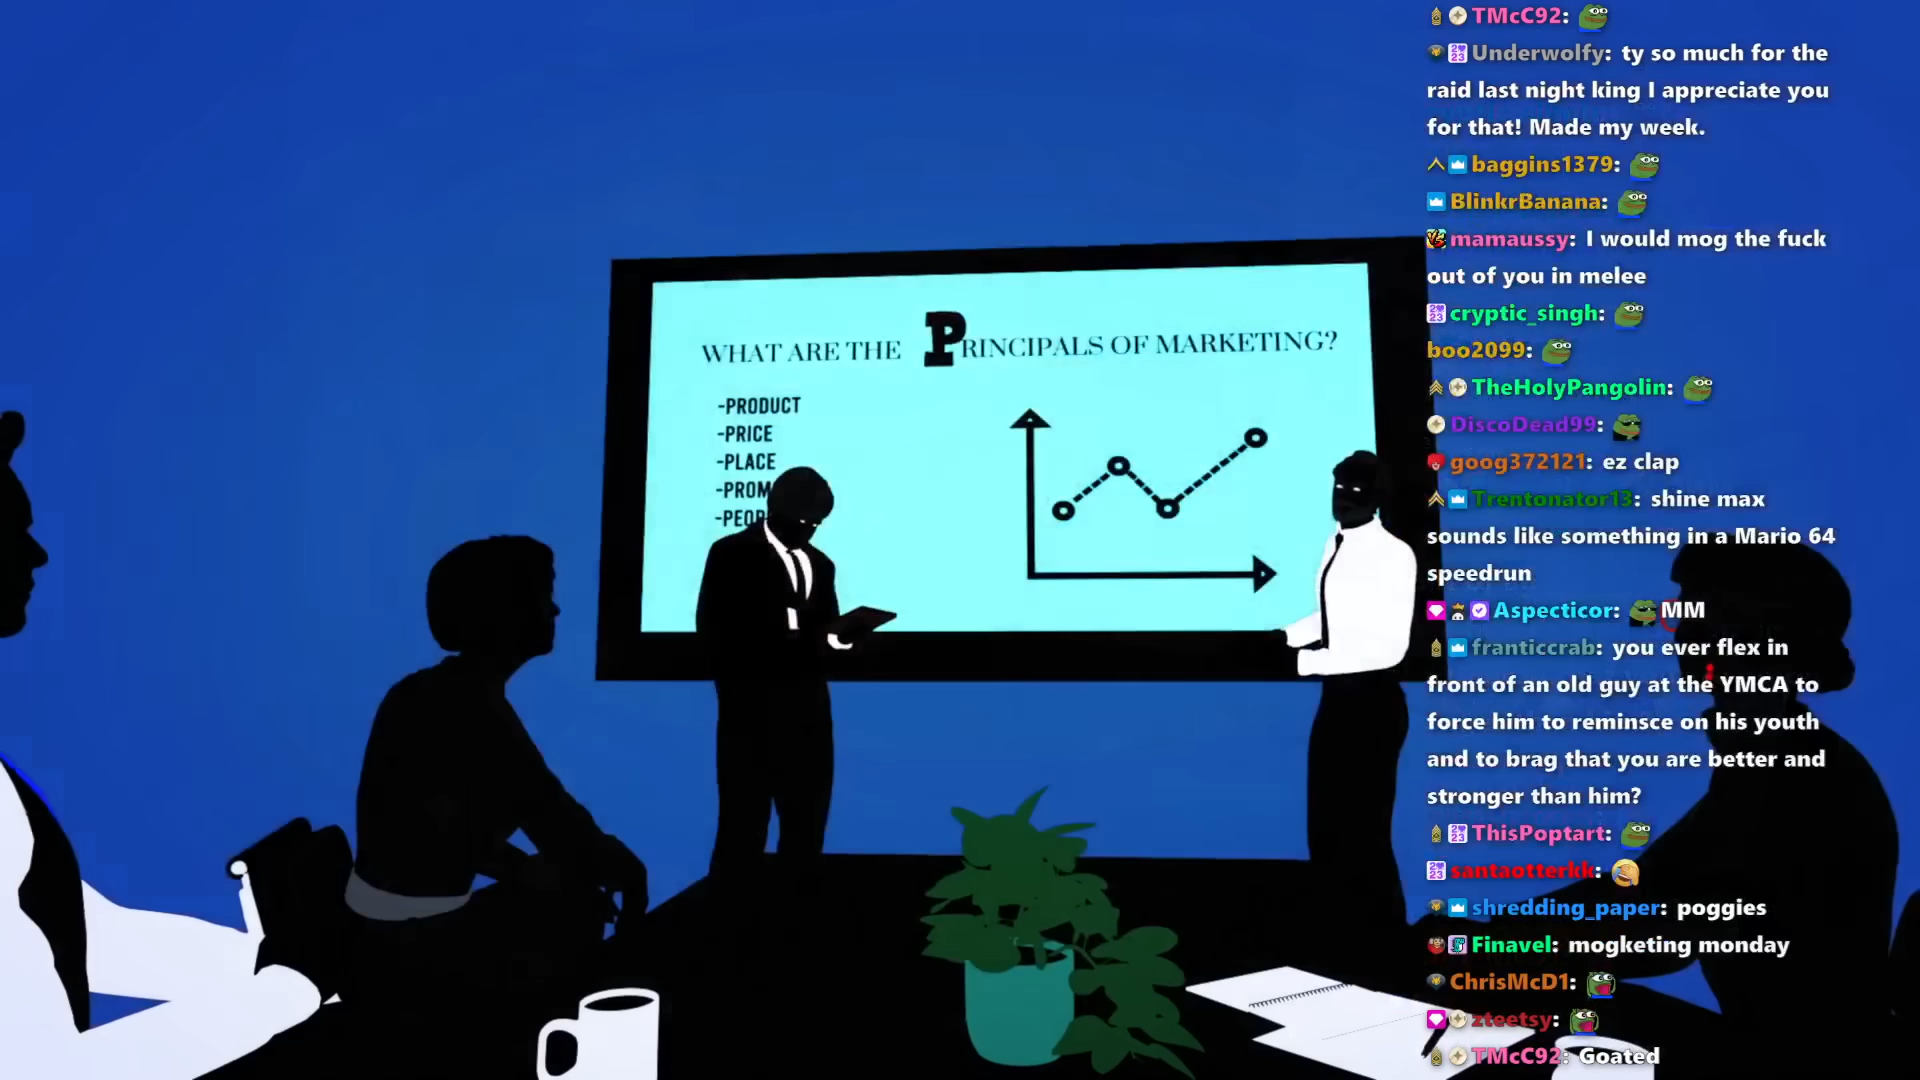 WHAT ARE THE PRINCIPALS OF MARKETING?
-PRODUCT
-PRICE
-PLACE
-PROM
-PEOP
TMcC92:
Underwolfy: ty so much for the
raid last night king I appreciate you
for that! Made my week.
baggins1379:
BlinkrBanana:
mamaussy: I would mog the fuck
out of you in melee
cryptic_singh:
boo2099:
TheHolyPangolin:
DiscoDead99:
goog372121: ez clap
Trentonator13: shine max
sounds like something in a Mario 64
speedrun
Aspecticor: MM
franticcrab: you ever flex in
front of an old guy at the YMCA to
force him to reminsce on his youth
and to brag that you are better and
stronger than him?
ThisPoptart:
santaotterkk:
shredding_paper: poggies
Finavel: mogketing monday
ChrisMcD1:
zteetsy:
TMcC92: Goated